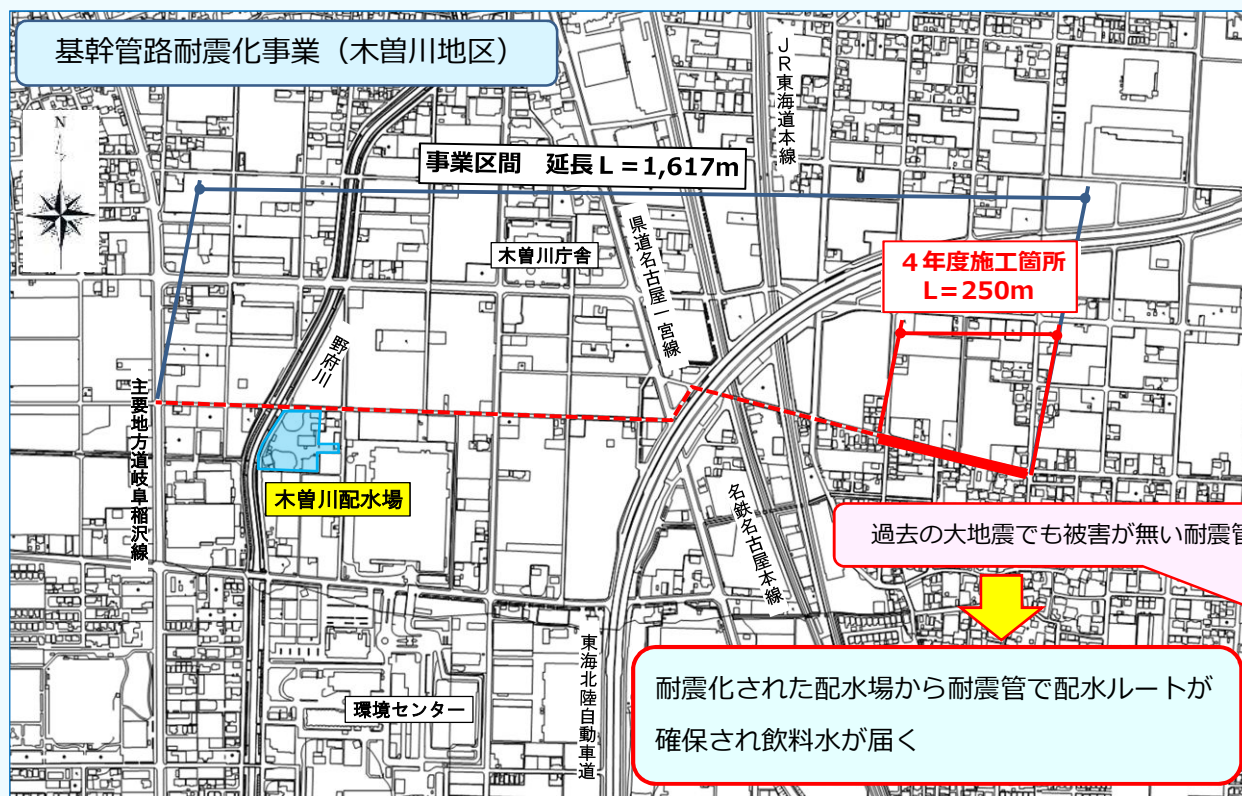 基幹管路耐震化事業（木曽川地区）
JR東海道本線
N
事業区間　延長L＝1,617m
木曽川庁舎
県道名古屋一宮線
4年度施工箇所
L=250m
野府川
主要地方道岐阜稲沢線
木曽川配水場
名鉄名古屋本線
過去の大地震でも被害が無い耐震管
東海北陸自動車道
環境センター
耐震化された配水場から耐震管で配水ルートが
確保され飲料水が届く